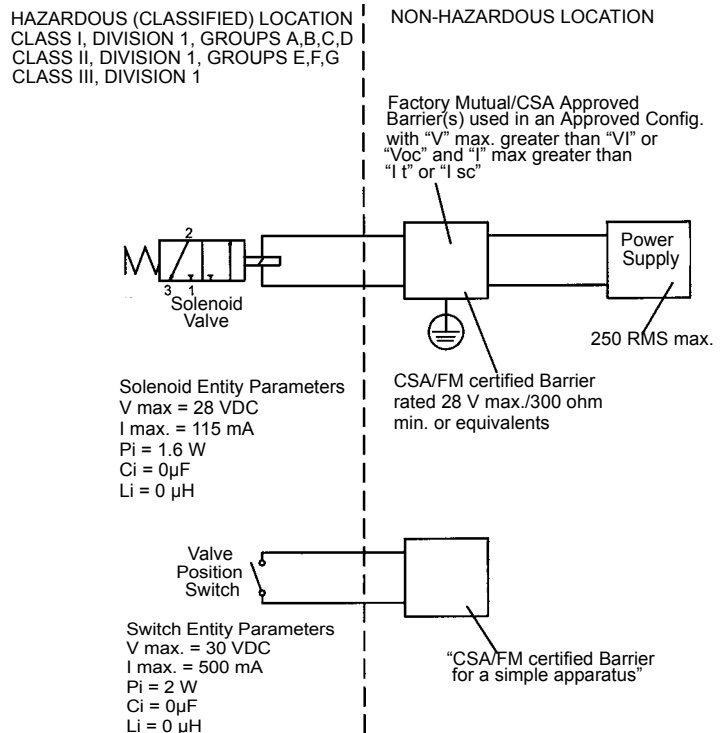 HAZARDOUS (CLASSIFIED) LOCATION
CLASS I, DIVISION 1, GROUPS A,B,C,D
CLASS II, DIVISION 1, GROUPS E,F,G
CLASS III, DIVISION 1
NON-HAZARDOUS LOCATION
Factory Mutual/CSA Approved
Barrier(s) used in an Approved Config.
with “V” max. greater than “VI” or
“Voc” and “I” max greater than
“I t” or “I sc”
2
3
1
Solenoid
Valve
Power
Supply
250 RMS max.
CSA/FM certified Barrier
rated 28 V max./300 ohm
min. or equivalents
Solenoid Entity Parameters
V max = 28 VDC
I max. = 115 mA
Pi = 1.6 W
Ci = 0µF
Li = 0 µH
Valve
Position
Switch
Switch Entity Parameters
V max. = 30 VDC
I max. = 500 mA
Pi = 2 W
Ci = 0µF
Li = 0 µH
“CSA/FM certified Barrier
for a simple apparatus”